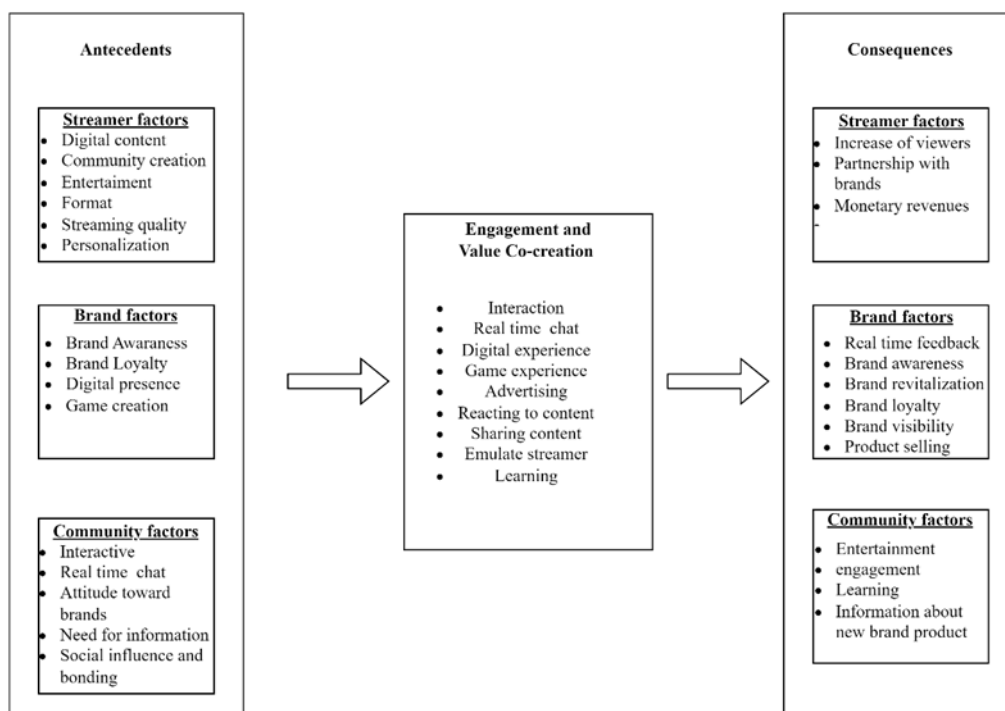 Antecedents
Streamer factors
• Digital content
• Community creation
• Entertaiment
• Format
• Streaming quality
• Personalization
Brand factors
• Brand Awaraness
• Brand Loyalty
• Digital presence
• Game creation
Community factors
• Interactive
• Real time chat
• Attitude toward
brands
• Need for information
• Social influence and
bonding
Engagement and
Value Co-creation
• Interaction
• Real time chat
• Digital experience
• Game experience
• Advertising
• Reacting to content
• Sharing content
• Emulate streamer
• Learning
Consequences
Streamer factors
• Increase of viewers
• Partnership with
brands
• Monetary revenues
-
Brand factors
• Real time feedback
• Brand awareness
• Brand revitalization
• Brand loyalty
• Brand visibility
• Product selling
Community factors
• Entertainment
• engagement
• Learning
• Information about
new brand product